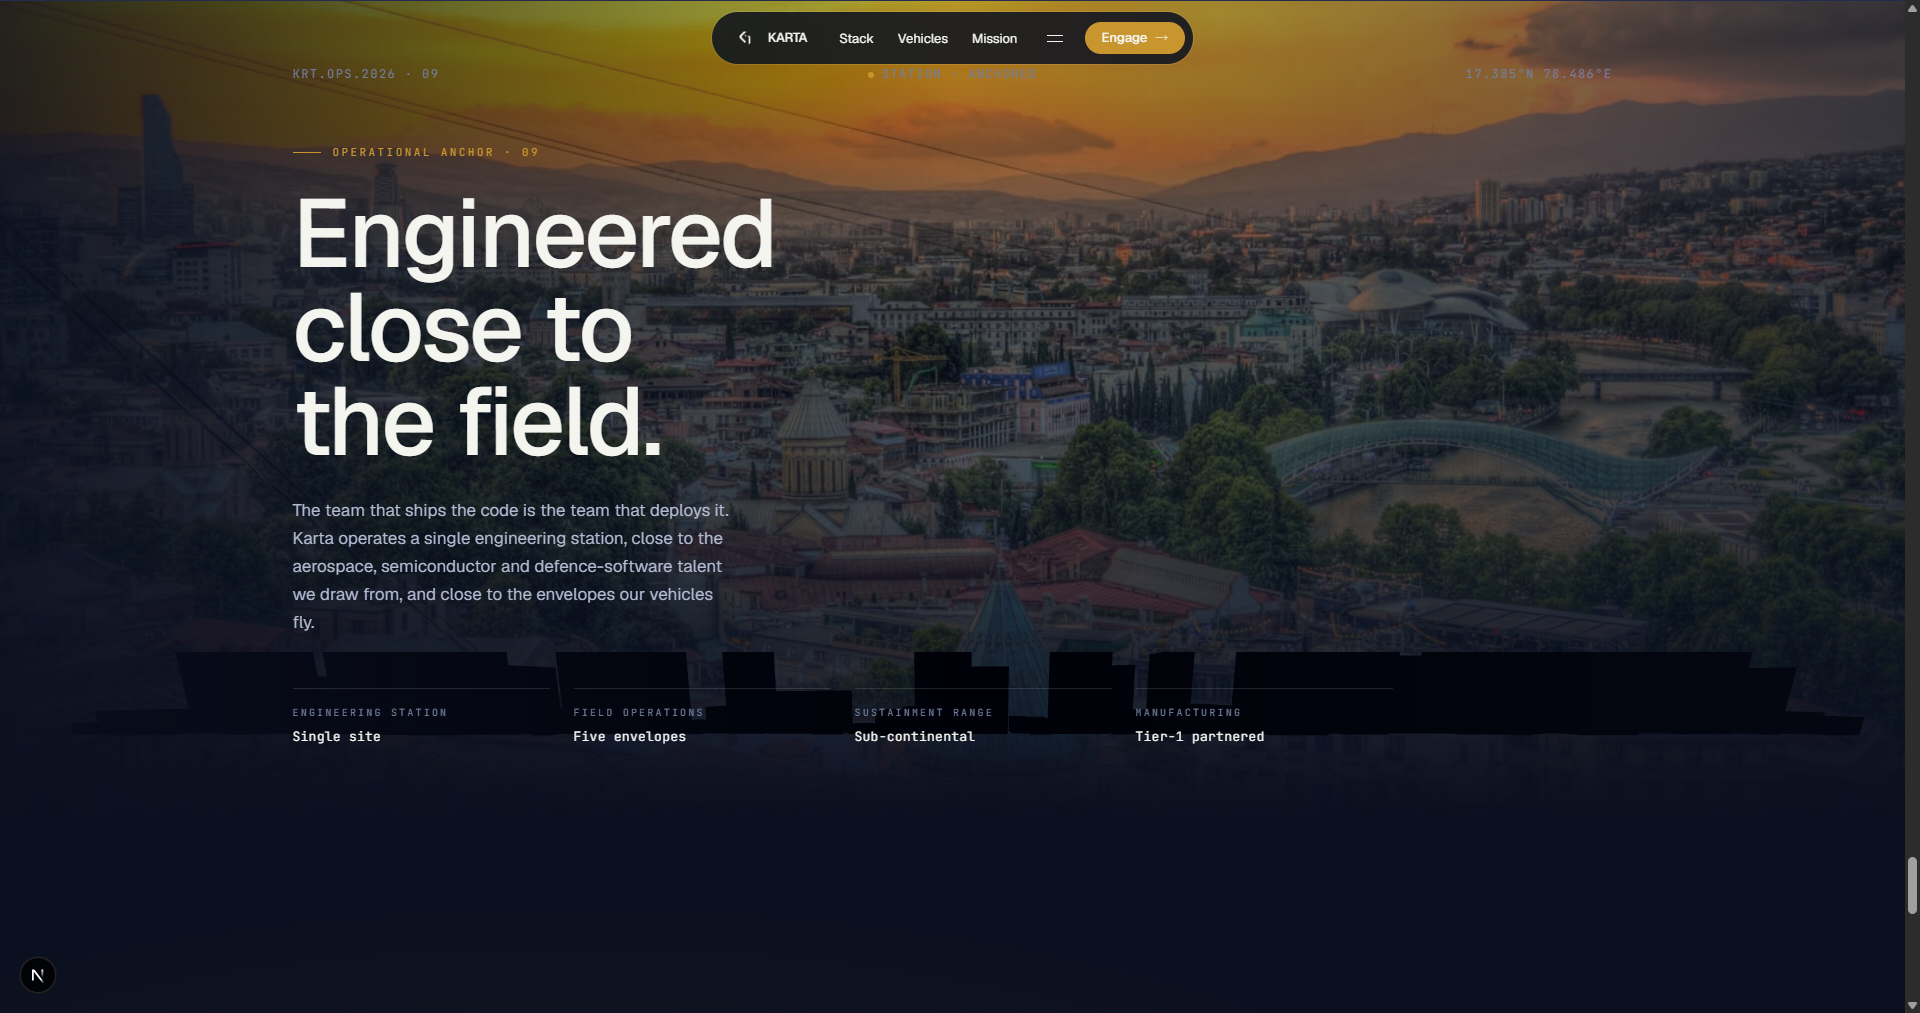 KARTA Stack Vehicles Mission Engage →
KRT.OPS.2026 · 09
STATION · ANCHORED
17.385°N 78.486°E
OPERATIONAL ANCHOR · 09
Engineered
close to
the field.
The team that ships the code is the team that deploys it.
Karta operates a single engineering station, close to the
aerospace, semiconductor and defence-software talent
we draw from, and close to the envelopes our vehicles
fly.
ENGINEERING STATION
Single site
FIELD OPERATIONS
Five envelopes
SUSTAINMENT RANGE
Sub-continental
MANUFACTURING
Tier-1 partnered
N